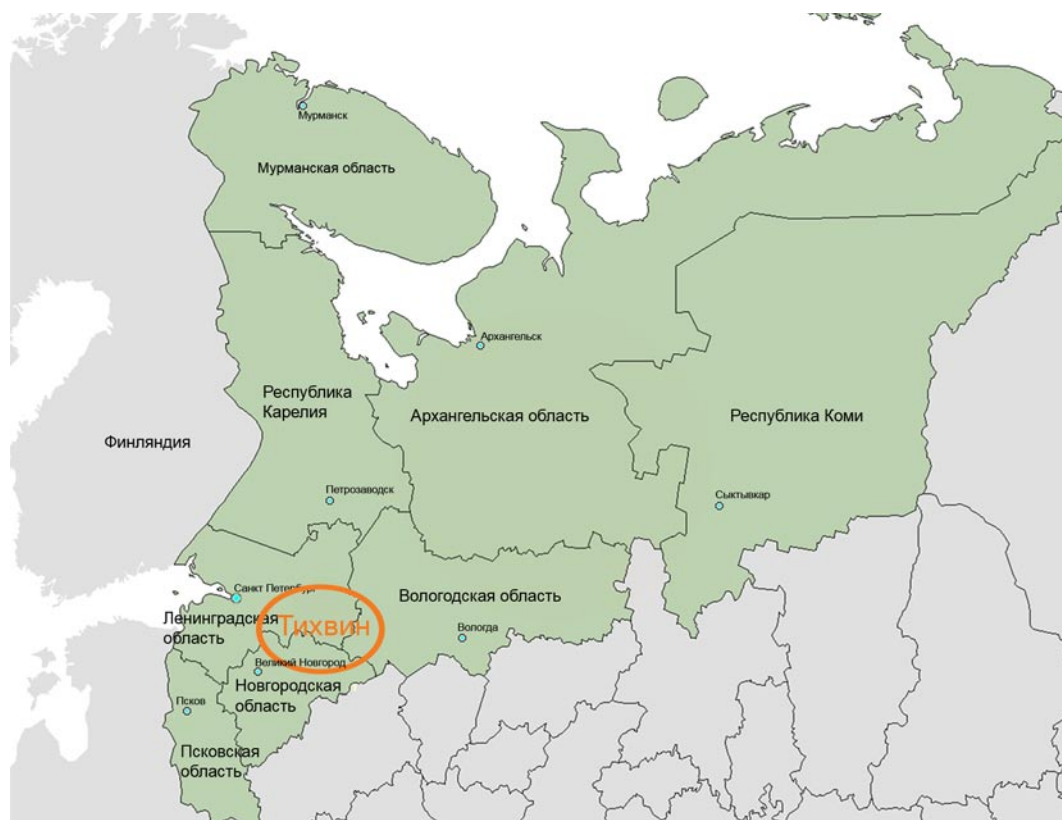 Мурманск
Мурманская область
Архангельск
Республика
Карелия
Архангельская область
Республика Коми
Финляндия
Петрозаводск
Сыктывкар
Санкт Петербург
Вологодская область
Ленинградская
область
Тихвин
Вологда
Великий Новгород
Новгородская
область
Псков
Псковская
область